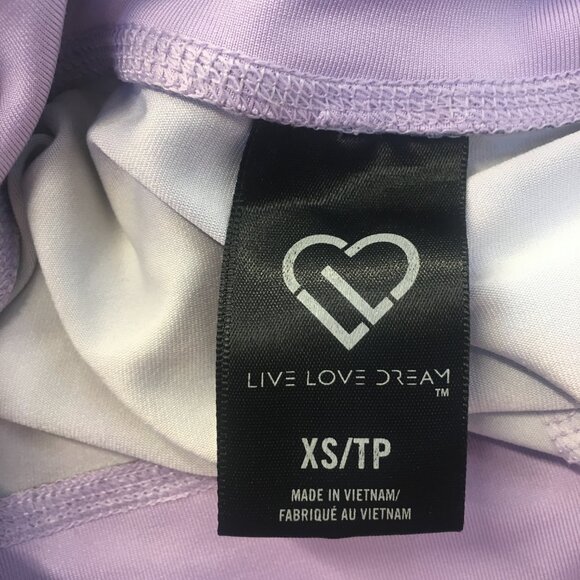 LIVE LOVE DREAM
TM
XS/TP
MADE IN VIETNAM/
FABRIQUÉ AU VIETNAM